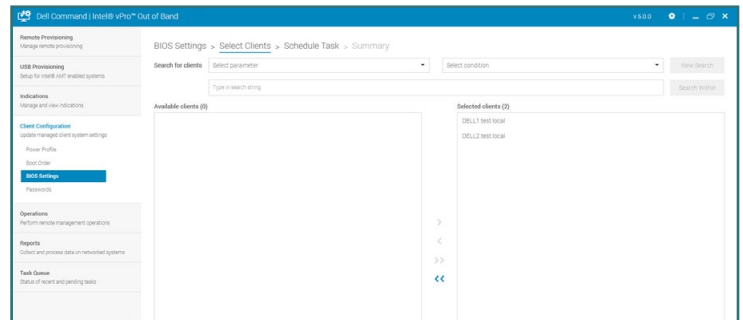 Dell Command | Intel® vPro™ Out of Band
v 5.0.0
Remote Provisioning
Manage remote provisioning
USB Provisioning
Setup for Intel® AMT enabled systems
Indications
Manage and view indications
Client Configuration
Update managed client system settings
Power Profile
Boot Order
BIOS Settings
Passwords
Operations
Perform remote management operations
Reports
Collect and process data on networked systems
Task Queue
Status of recent and pending tasks
BIOS Settings > Select Clients > Schedule Task > Summary
Search for clients Select parameter Select condition New Search
Type in search string Search Within
Available clients (0) Selected clients (2)
DELL1 test local
DELL2 test local
>
<
>>
<<